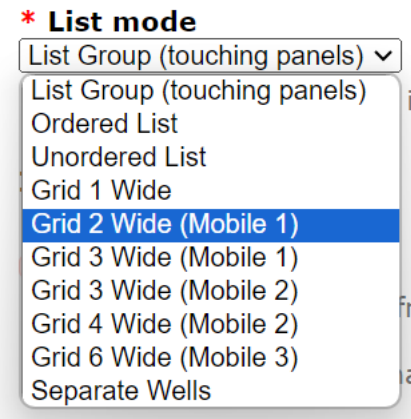 * List mode
List Group (touching panels)
List Group (touching panels)
Ordered List
Unordered List
Grid 1 Wide
Grid 2 Wide (Mobile 1)
Grid 3 Wide (Mobile 1)
Grid 3 Wide (Mobile 2)
Grid 4 Wide (Mobile 2)
Grid 6 Wide (Mobile 3)
Separate Wells